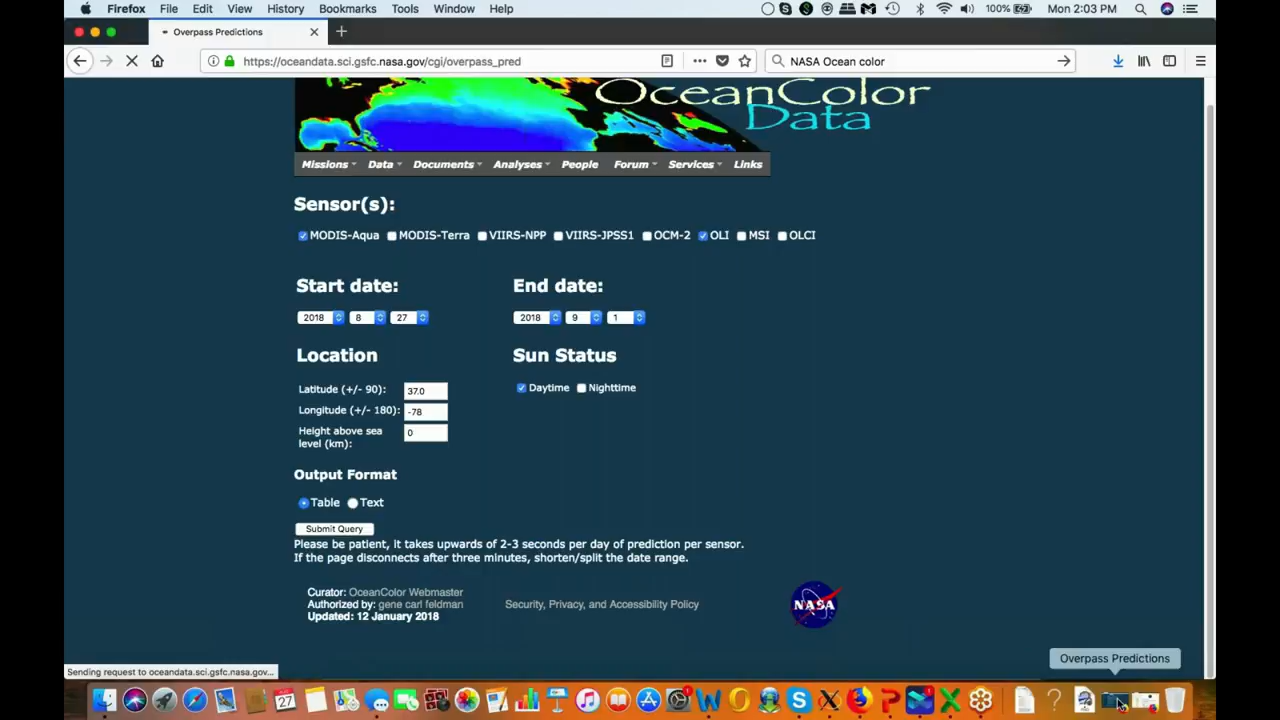 Firefox File Edit View History Bookmarks Tools Window Help 100% Mon 2:03 PM
Overpass Predictions
https://oceandata.sci.gsfc.nasa.gov/cgi/overpass_pred
NASA Ocean color
OceanColor
Data
Missions Data Documents Analyses People Forum Services Links
Sensor(s):
MODIS-Aqua MODIS-Terra VIIRS-NPP VIIRS-JPSS1 OCM-2 OLI MSI OLCI
Start date: End date:
2018 8 27 2018 9 1
Location Sun Status
Latitude (+/- 90): 37.0 Daytime Nighttime
Longitude (+/- 180): -78
Height above sea 0
level (km):
Output Format
Table Text
Submit Query
Please be patient, it takes upwards of 2-3 seconds per day of prediction per sensor.
If the page disconnects after three minutes, shorten/split the date range.
Curator: OceanColor Webmaster
Authorized by: gene carl feldman Security, Privacy, and Accessibility Policy NASA
Updated: 12 January 2018
Overpass Predictions
Sending request to oceandata.sci.gsfc.nasa.gov...
27